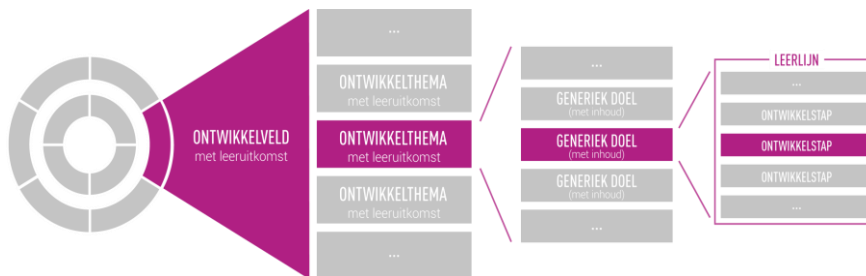 ONTWIKKELVELD
met leeruitkomst
...
ONTWIKKELTHEMA
met leeruitkomst
ONTWIKKELTHEMA
met leeruitkomst
ONTWIKKELTHEMA
met leeruitkomst
...
...
GENERIEK DOEL
(met inhoud)
GENERIEK DOEL
(met inhoud)
GENERIEK DOEL
(met inhoud)
...
LEERLIJN
...
ONTWIKKELSTAP
ONTWIKKELSTAP
ONTWIKKELSTAP
...